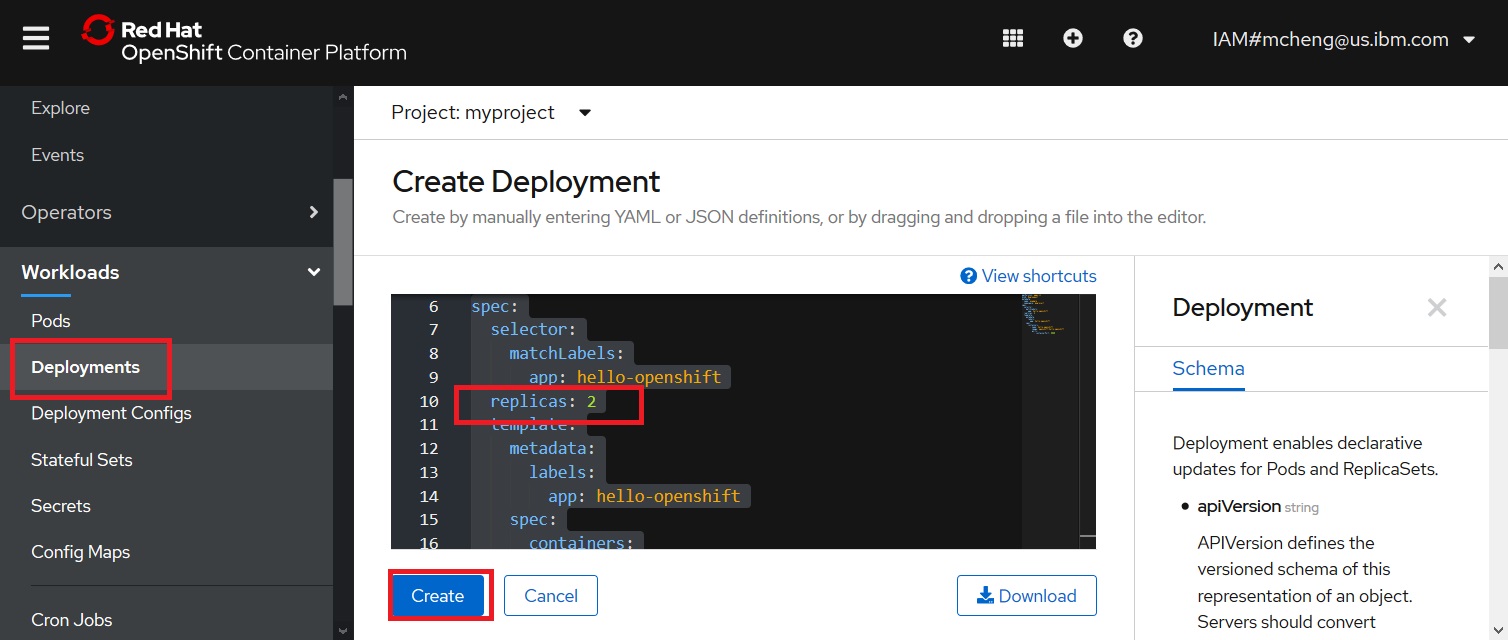 Red Hat
OpenShift Container Platform
IAM#mcheng@us.ibm.com
Explore
Events
Operators
Workloads
Pods
Deployments
Deployment Configs
Stateful Sets
Secrets
Config Maps
Cron Jobs
Project: myproject
Create Deployment
Create by manually entering YAML or JSON definitions, or by dragging and dropping a file into the editor.
View shortcuts
6 spec:
7 selector:
8 matchLabels:
9 app: hello-openshift
10 replicas: 2
11 template:
12 metadata:
13 labels:
14 app: hello-openshift
15 spec:
16 containers:
Create
Cancel
Download
Deployment
Schema
Deployment enables declarative
updates for Pods and ReplicaSets.
apiVersion string
APIVersion defines the
versioned schema of this
representation of an object.
Servers should convert